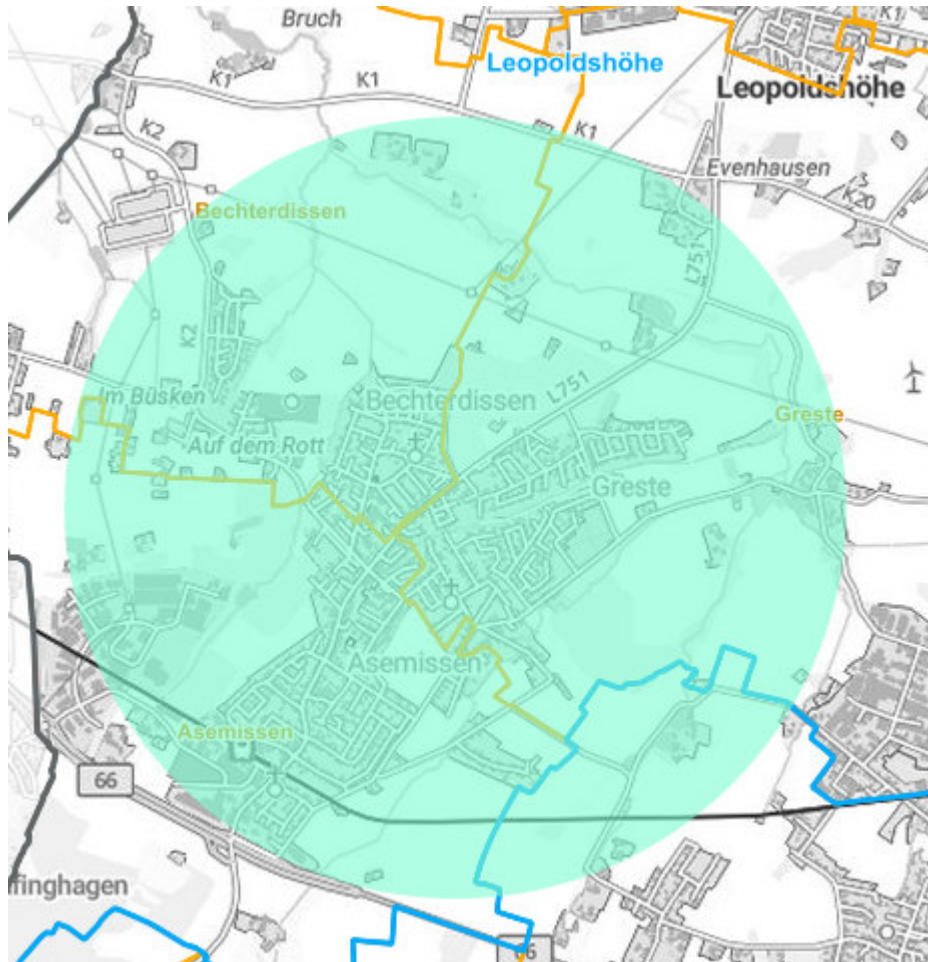 Bruch
K1
Leopoldshöhe
Leopoldshöhe
K1
K1
K2
K1
Evenhausen
K20
Bechterdissen
L751
K2
L751
Im Büsken
Bechterdissen
Greste
Auf dem Rott
Greste
Asemissen
Asemissen
66
finghagen
66